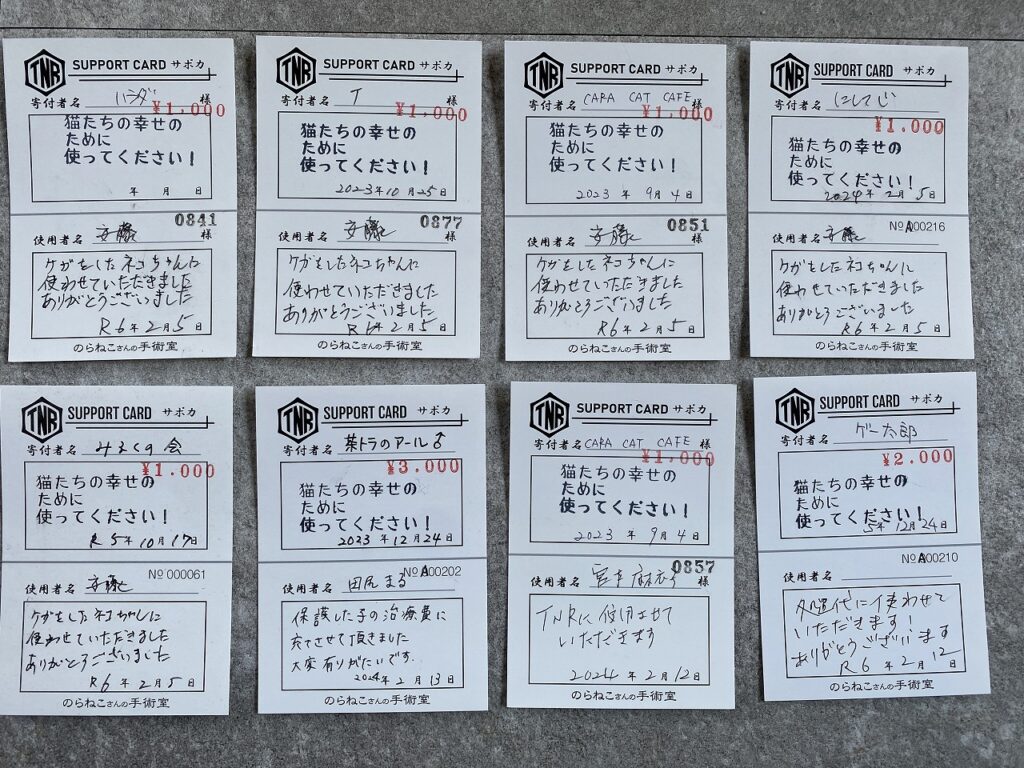 TNR SUPPORT CARD サポカ
寄付者名 ハラダ 様
¥1,000
猫たちの幸せの
ために
使ってください!
年 月 日
0841
使用者名 安藤 様
ケガをしたネコちゃんに
使わせていただきました
ありがとうございました
R6年2月5日
のらねこさんの手術室
TNR SUPPORT CARD サポカ
寄付者名 T 様
¥1,000
猫たちの幸せの
ために
使ってください!
2023年10月25日
0877
使用者名 安藤 様
ケガをしたネコちゃんに
使わせていただきました
ありがとうございました
R6年2月5日
のらねこさんの手術室
TNR SUPPORT CARD サポカ
寄付者名 CARA CAT CAFE 様
¥1,000
猫たちの幸せの
ために
使ってください!
2023年9月4日
0851
使用者名 安藤 様
ケガをしたネコちゃんに
使わせていただきました
ありがとうございました
R6年2月5日
のらねこさんの手術室
TNR SUPPORT CARD サポカ
寄付者名
¥1.000
猫たちの幸せの
ために
使ってください!
2024年2月5日
№A00216
使用者名 安藤
ケガをしたネコちゃんに
使わせていただきました
ありがとうございました
R6年2月5日
のらねこさんの手術室
TNR SUPPORT CARD サポカ
寄付者名 みるくの会
¥1.000
猫たちの幸せの
ために
使ってください!
R5年10月17日
№000061
使用者名 安藤
ケガをしたネコちゃんに
使わせていただきました
ありがとうございました
R6年2月5日
のらねこさんの手術室
TNR SUPPORT CARD サポカ
寄付者名 茶トラのアール♂
¥3.000
猫たちの幸せの
ために
使ってください!
2023年12月24日
№A00202
使用者名 田尻まる
保護した子の治療費に
充てさせて頂きました
大変有りがたいです.
2024年2月13日
のらねこさんの手術室
TNR SUPPORT CARD サポカ
寄付者名 CARA CAT CAFE 様
¥1,000
猫たちの幸せの
ために
使ってください!
2023年9月4日
0857
使用者名 様
TNRに使用させて
いただきます
2024年2月12日
のらねこさんの手術室
TNR SUPPORT CARD サポカ
寄付者名 グー太郎
¥2.000
猫たちの幸せの
ために
使ってください!
5年12月24日
№A00210
使用者名
処置代に使わせて
いただきます!
ありがとうございます
R6年2月12日
のらねこさんの手術室